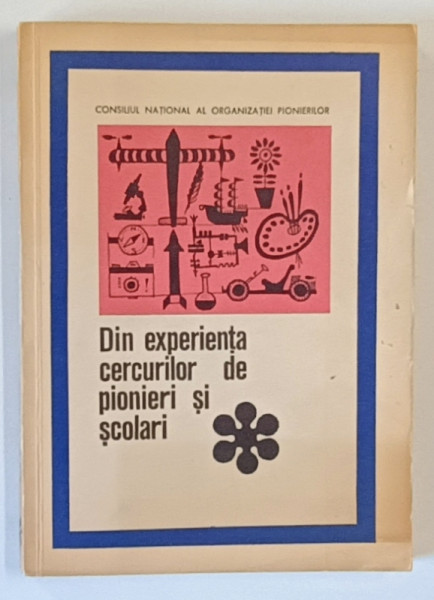 CONSILIUL NAȚIONAL AL ORGANIZAȚIEI PIONIERILOR
Din experiența
cercurilor de
pionieri și
școlari